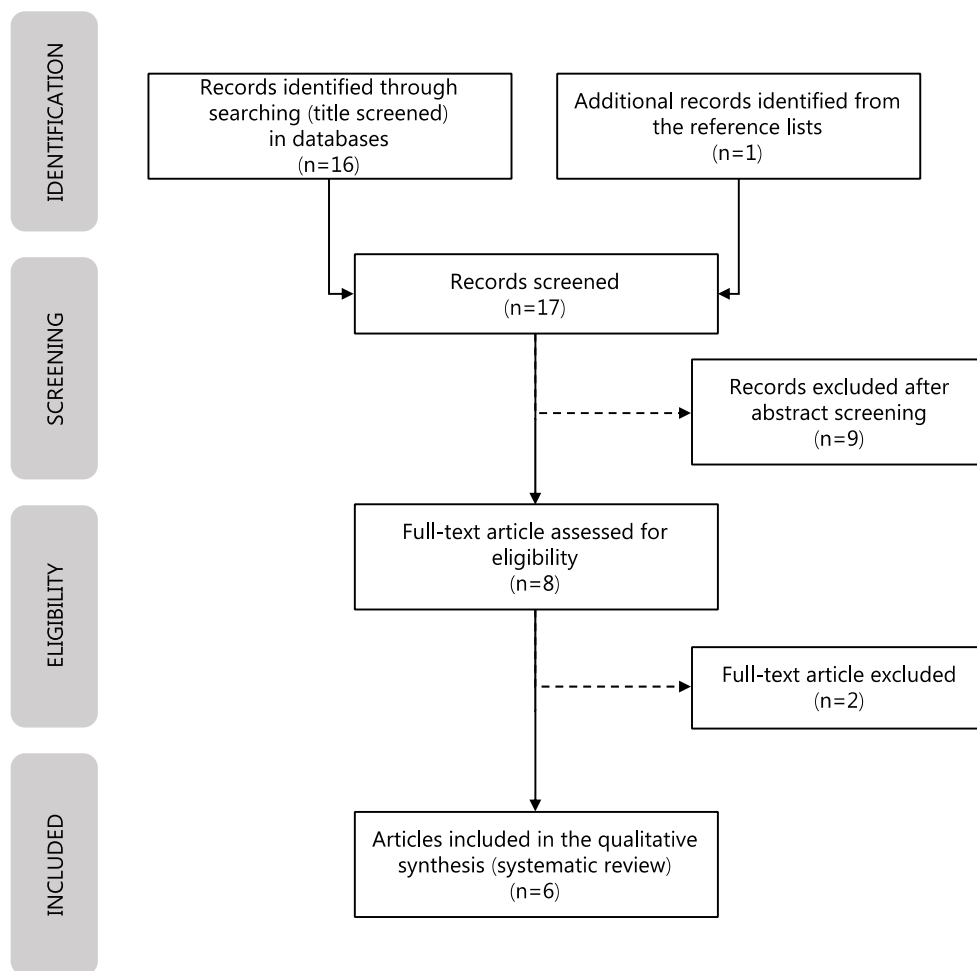 IDENTIFICATION
Records identified through
searching (title screened)
in databases
(n=16)
Additional records identified from
the reference lists
(n=1)
SCREENING
Records screened
(n=17)
Records excluded after
abstract screening
(n=9)
ELIGIBILITY
Full-text article assessed for
eligibility
(n=8)
Full-text article excluded
(n=2)
INCLUDED
Articles included in the qualitative
synthesis (systematic review)
(n=6)